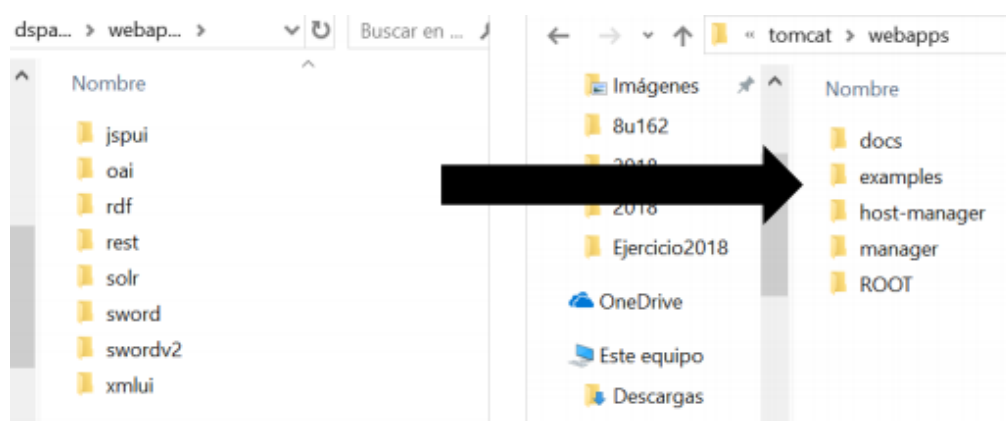 dspa... > webap... >
Buscar en ...
Nombre
jspui
oai
rdf
rest
solr
sword
swordv2
xmlui
« tomcat > webapps
Imágenes
8u162
2018
2018
Ejercicio2018
OneDrive
Este equipo
Descargas
Nombre
docs
examples
host-manager
manager
ROOT